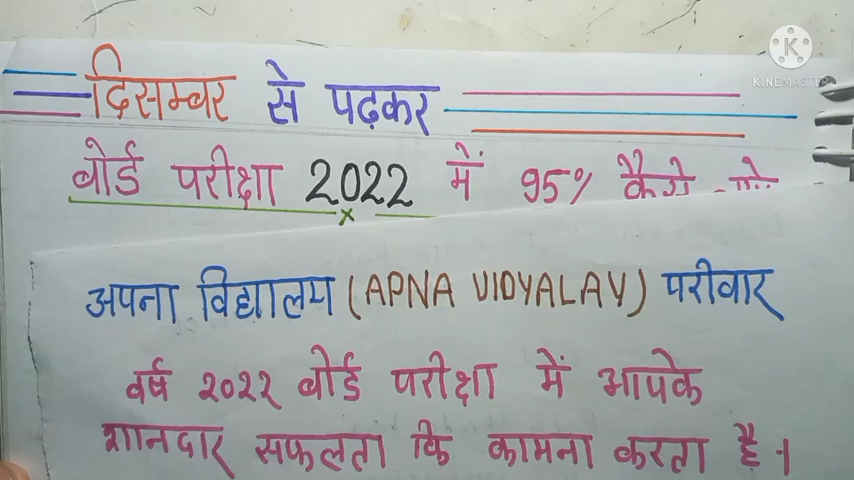 KINEMASTER
दिसम्बर से पढ़कर
बोर्ड परीक्षा 2022 में 95% कैसे
अपना विद्यालय (APNA VIDYALAY) परीवार
वर्ष २०२२ बोर्ड परीक्षा में आपके
शानदार सफलता कि कामना करता है।